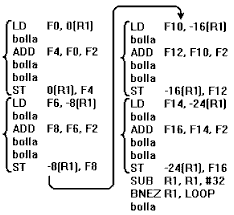 LD F0, 0(R1)
bolla
ADD F4, F0, F2
bolla
bolla
ST 0(R1), F4
LD F6, -8(R1)
bolla
ADD F8, F6, F2
bolla
bolla
ST -8(R1), F8
LD F10, -16(R1)
bolla
ADD F12, F10, F2
bolla
bolla
ST -16(R1), F12
LD F14, -24(R1)
bolla
ADD F16, F14, F2
bolla
bolla
ST -24(R1), F16
SUB R1, R1, #32
BNEZ R1, LOOP
bolla